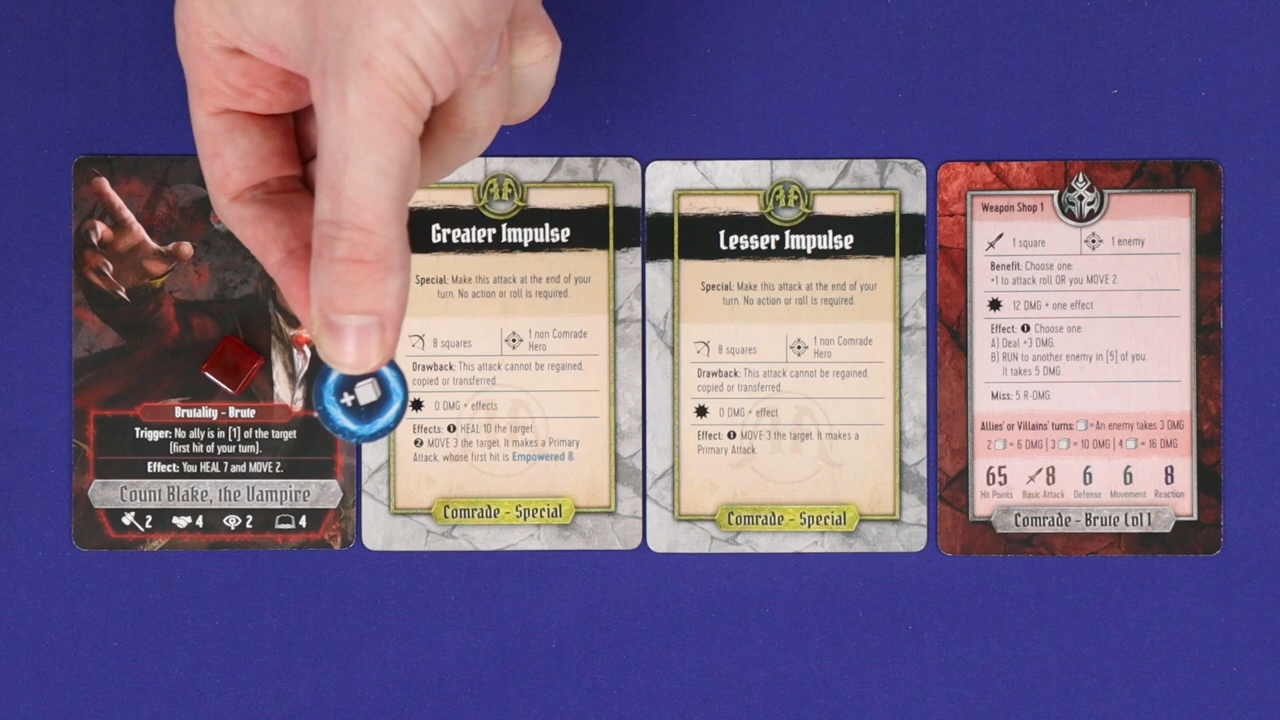 Brutality - Brute
Trigger: No ally is in [1] of the target
(first hit of your turn).
Effect: You HEAL 7 and MOVE 2.
Count Blake, the Vampire
2 4 2 4
+
Greater Impulse
Special: Make this attack at the end of your
turn. No action or roll is required.
8 squares
1 non Comrade
Hero
Drawback: This attack cannot be regained,
copied or transferred.
0 DMG + effects
Effects: 1 HEAL 10 the target.
2 MOVE 3 the target. It makes a Primary
Attack, whose first hit is Empowered 8.
Comrade - Special
Lesser Impulse
Special: Make this attack at the end of your
turn. No action or roll is required.
8 squares
1 non Comrade
Hero
Drawback: This attack cannot be regained,
copied or transferred.
0 DMG + effect
Effect: 1 MOVE 3 the target. It makes a
Primary Attack.
Comrade - Special
Weapon Shop 1
1 square
1 enemy
Benefit: Choose one:
+1 to attack roll OR you MOVE 2.
12 DMG + one effect
Effect: 1 Choose one:
A) Deal +3 DMG.
B) RUN to another enemy in [5] of you.
It takes 5 DMG.
Miss: 5 R-DMG.
Allies' or Villains' turns: =An enemy takes 3 DMG
2 = 6 DMG | 3 = 10 DMG | 4 = 16 DMG
65 8 6 6 8
Hit Points Basic Attack Defense Movement Reaction
Comrade - Brute Lvl 1